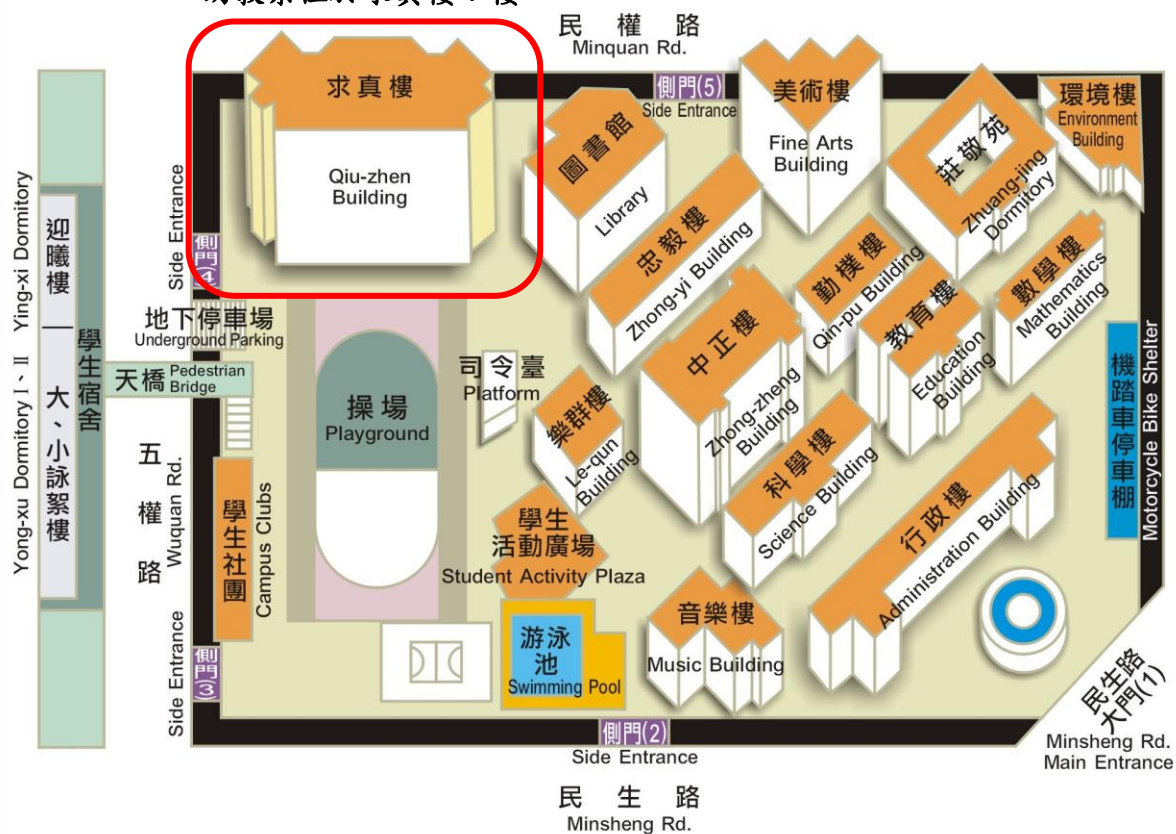 民 權 路
Minquan Rd.
求真樓
Qiu-zhen
Building
側門(5)
Side Entrance
圖書館
Library
美術樓
Fine Arts
Building
莊敬苑
Zhuang-jing
Dormitory
環境樓
Environment
Building
忠毅樓
Zhong-yi Building
勤樸樓
Qin-pu Building
教育樓
Education
Building
數學樓
Mathematics
Building
機踏車停車棚
Motorcycle Bike Shelter
側門(4)
Side Entrance
地下停車場
Underground Parking
天橋
Pedestrian
Bridge
迎曦樓
Ying-xi Dormitory
大、小詠絮樓
Yong-xu Dormitory I、II
學生宿舍
五權路
Wuquan Rd.
操場
Playground
司令臺
Platform
樂群樓
Le-qun
Building
中正樓
Zhong-zheng
Building
科學樓
Science Building
行政樓
Administration Building
學生社團
Campus Clubs
學生
活動廣場
Student Activity Plaza
游泳
池
Swimming Pool
音樂樓
Music Building
側門(3)
Side Entrance
側門(2)
Side Entrance
民生路
大門(1)
Minsheng Rd.
Main Entrance
民 生 路
Minsheng Rd.